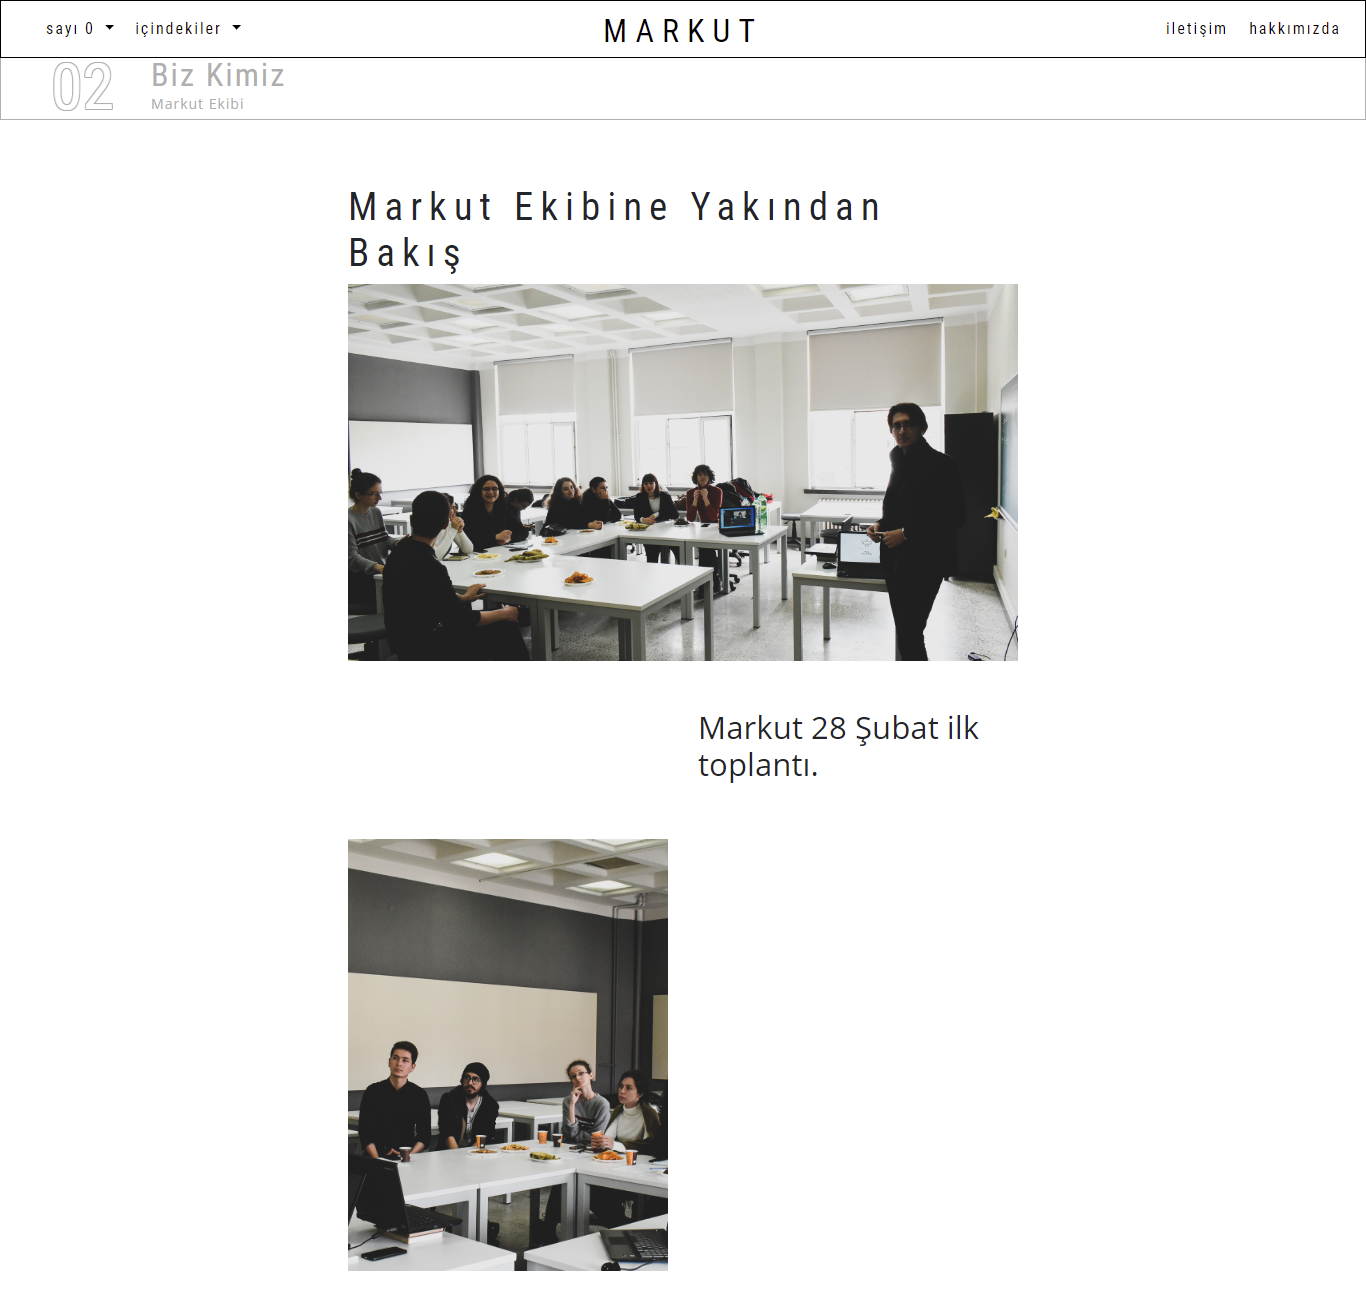 sayı 0 içindekiler MARKUT iletişim hakkımızda
02 Biz Kimiz
Markut Ekibi
Markut Ekibine Yakından
Bakış
Markut 28 Şubat ilk
toplantı.